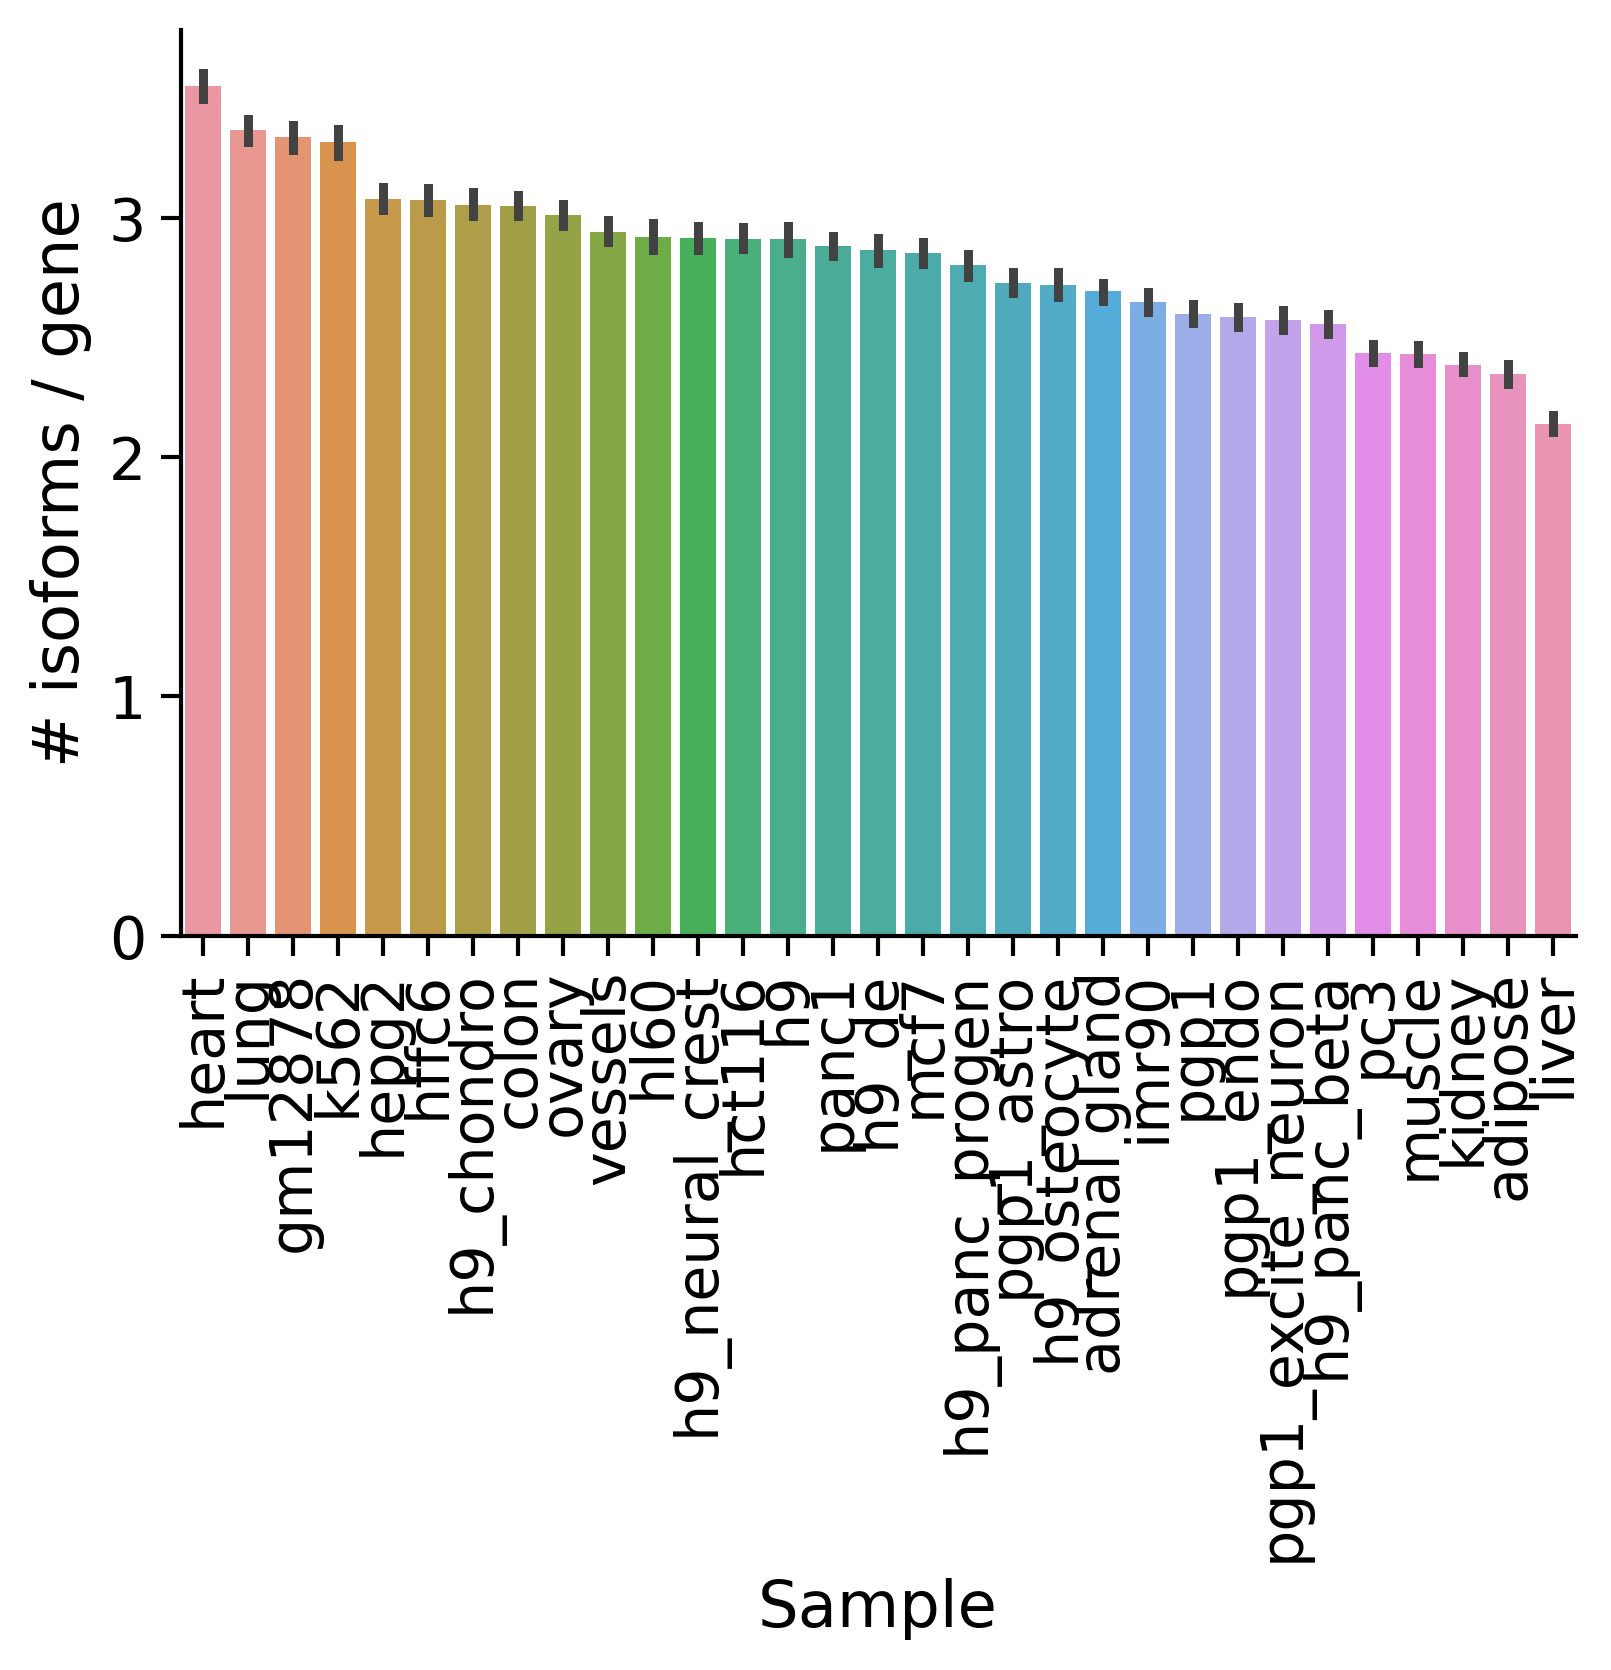 # isoforms / gene
3
2
1
0
heart
lung
gm12878
k562
hepg2
hffc6
h9_chondro
colon
ovary
vessels
hl60
h9_neural_crest
hct116
h9
panc1
h9_de
mcf7
h9_panc_progen
pgp1_astro
h9_osteocyte
adrenal gland
imr90
pgp1
pgp1_endo
pgp1_excite_neuron
h9_panc_beta
pc3
muscle
kidney
adipose
liver
Sample